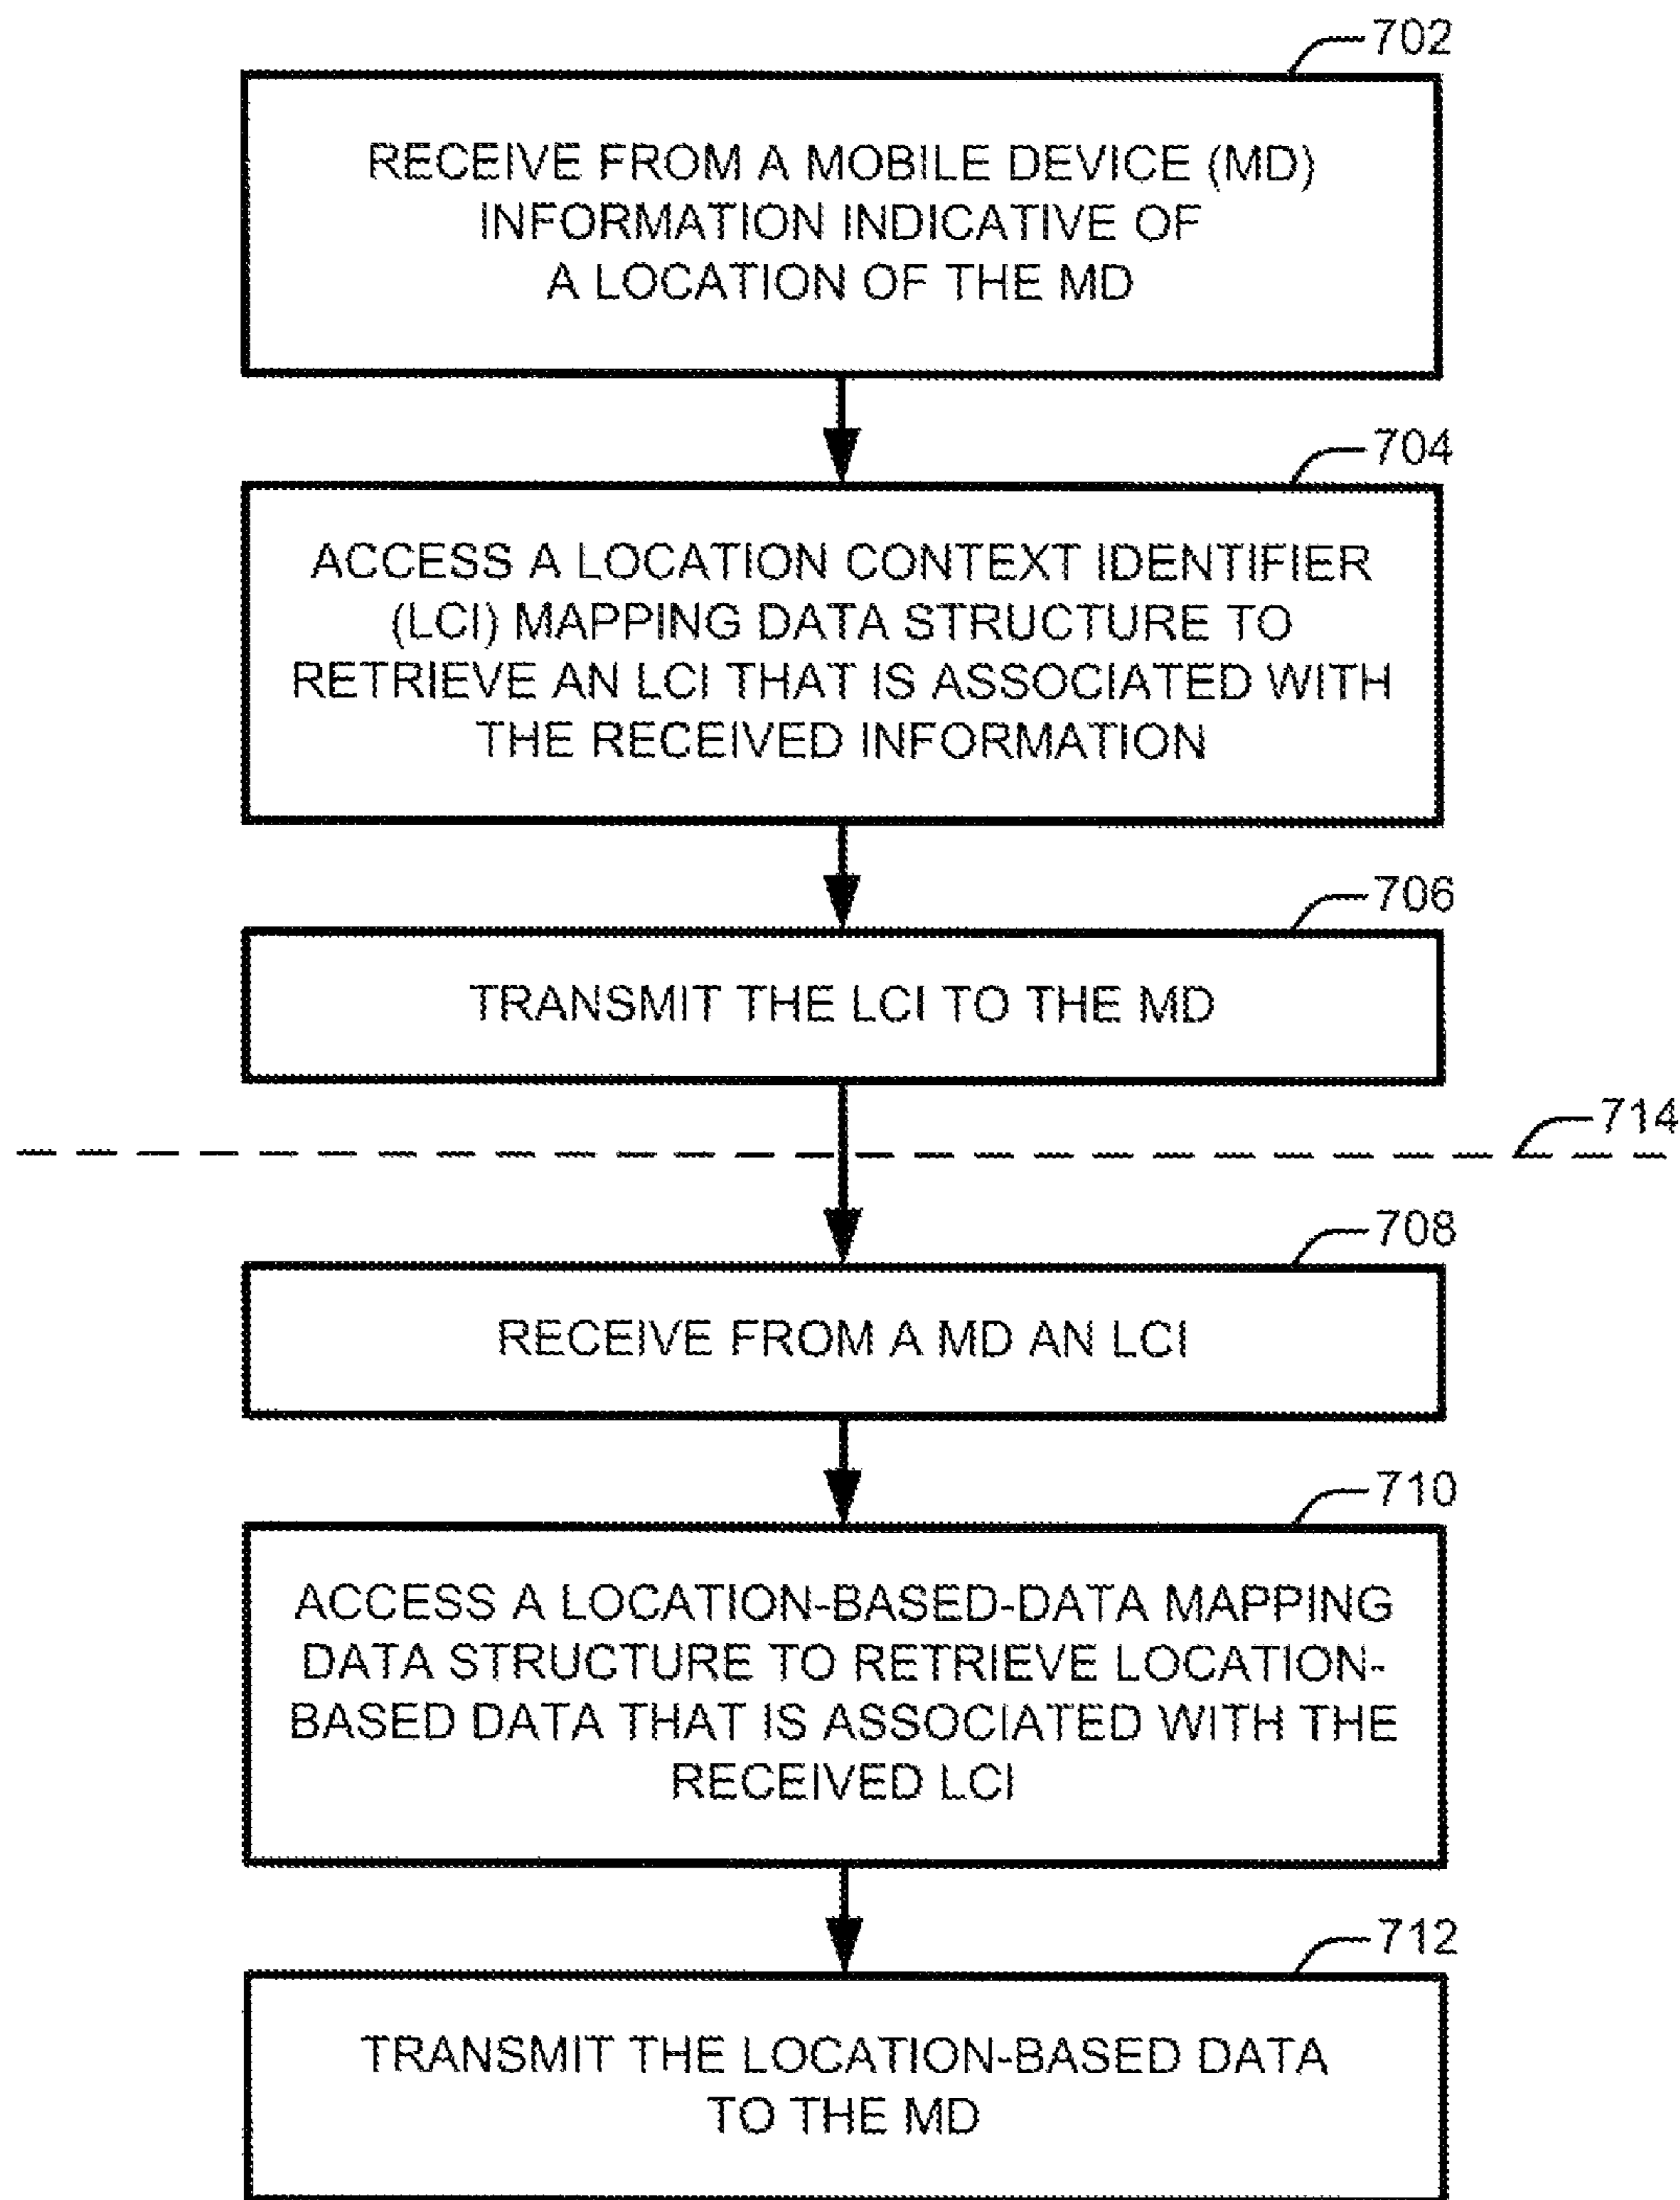 702
RECEIVE FROM A MOBILE DEVICE (MD)
INFORMATION INDICATIVE OF
A LOCATION OF THE MD
704
ACCESS A LOCATION CONTEXT IDENTIFIER
(LCI) MAPPING DATA STRUCTURE TO
RETRIEVE AN LCI THAT IS ASSOCIATED WITH
THE RECEIVED INFORMATION
706
TRANSMIT THE LCI TO THE MD
714
708
RECEIVE FROM A MD AN LCI
710
ACCESS A LOCATION-BASED-DATA MAPPING
DATA STRUCTURE TO RETRIEVE LOCATION-
BASED DATA THAT IS ASSOCIATED WITH THE
RECEIVED LCI
712
TRANSMIT THE LOCATION-BASED DATA
TO THE MD